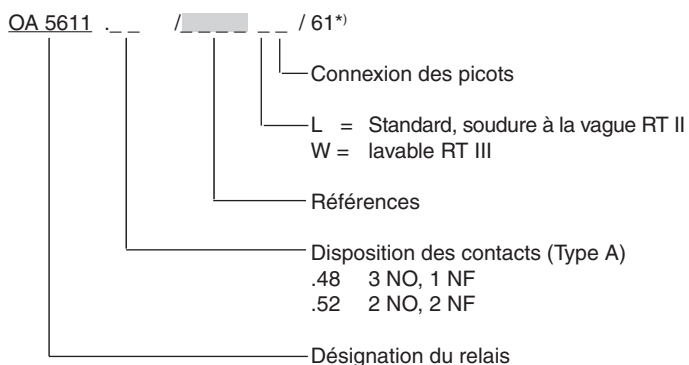 OA 5611 ._ _ /_ _ _ _ _ _ / 61*)
Connexion des picots
L = Standard, soudure à la vague RT II
W = lavable RT III
Références
Disposition des contacts (Type A)
.48 3 NO, 1 NF
.52 2 NO, 2 NF
Désignation du relais